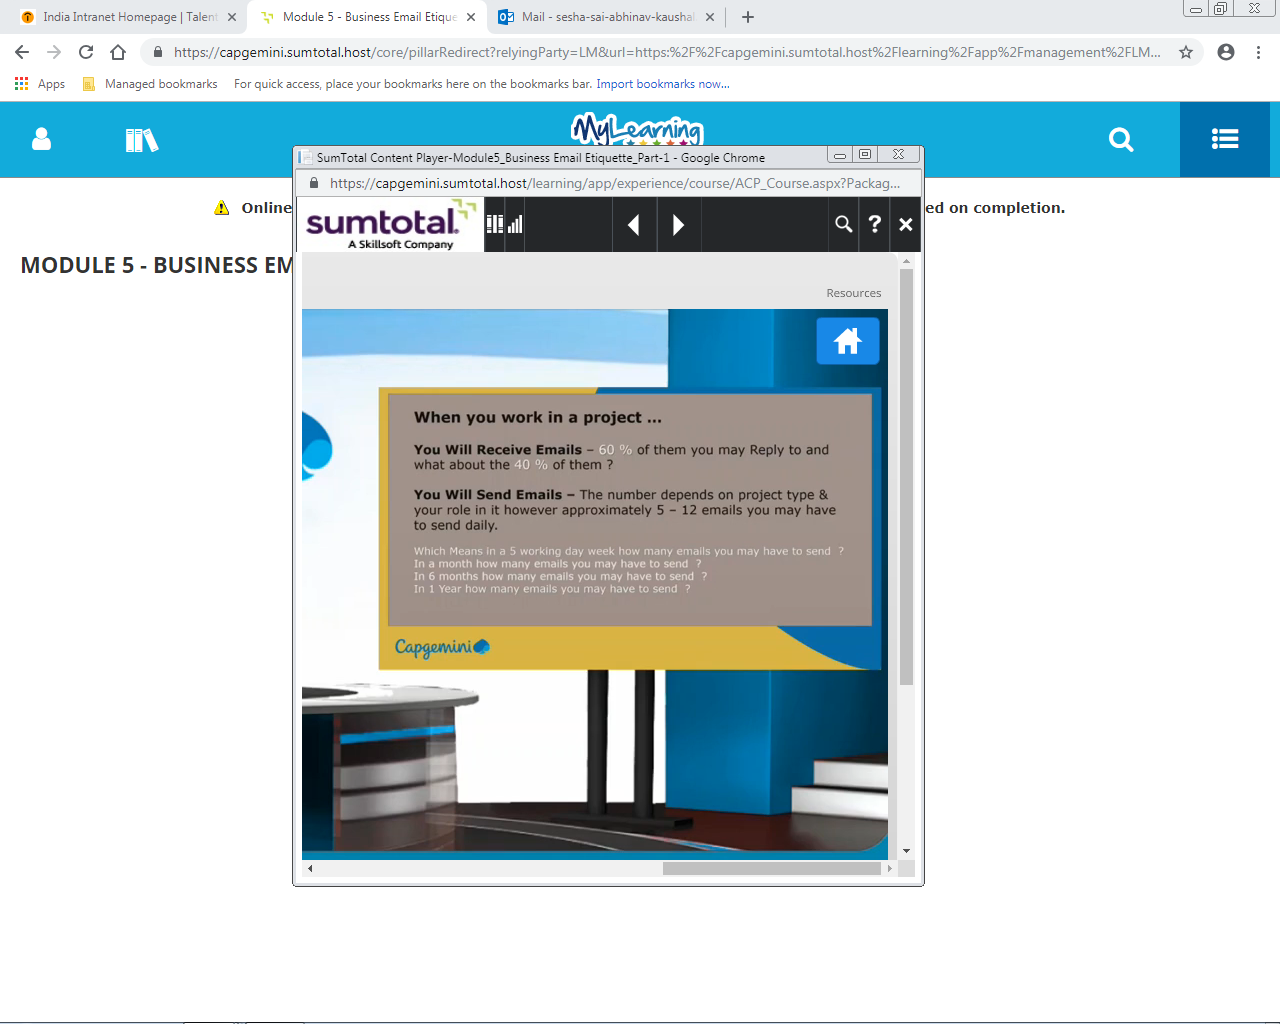 India Intranet Homepage | Talent
Module 5 - Business Email Etique
Mail - sesha-sai-abhinav-kaushal
https://capgemini.sumtotal.host/core/pillarRedirect?relyingParty=LM&url=https:%2F%2Fcapgemini.sumtotal.host%2Flearning%2Fapp%2Fmanagement%2FLM...
Apps
Managed bookmarks
For quick access, place your bookmarks here on the bookmarks bar. Import bookmarks now...
MyLearning
SumTotal Content Player-Module5_Business Email Etiquette_Part-1 - Google Chrome
https://capgemini.sumtotal.host/learning/app/experience/course/ACP_Course.aspx?Packag...
Online
ed on completion.
sumtotal®
A Skillsoft Company
MODULE 5 - BUSINESS EM
Resources
When you work in a project ...
You Will Receive Emails – 60 % of them you may Reply to and
what about the 40 % of them ?
You Will Send Emails – The number depends on project type &
your role in it however approximately 5 – 12 emails you may have
to send daily.
Which Means in a 5 working day week how many emails you may have to send ?
In a month how many emails you may have to send ?
In 6 months how many emails you may have to send ?
In 1 Year how many emails you may have to send ?
Capgemini